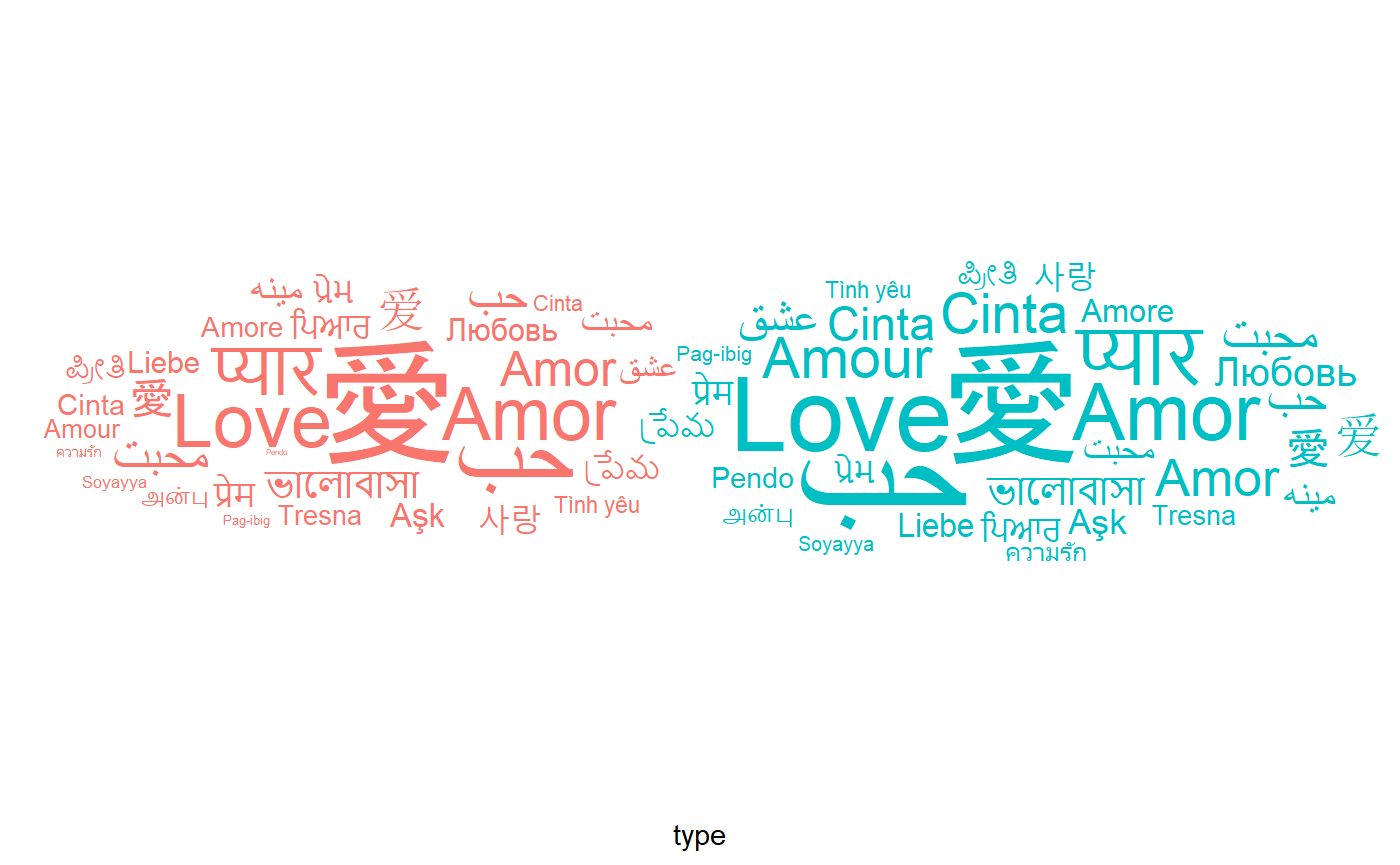 مينه
પ્રેમ
爱
حب
Cinta
Amore
ਪਿਆਰ
Любовь
محبت
ಪ್ರೀತಿ
Liebe
प्यार
愛
Amor
عشق
Cinta
愛
Love
Amor
Amour
ความรัก
Pendo
محبت
حب
ప్రేమ
Soyayya
அன்பு
प्रेम
ভালোবাসা
Pag-ibig
Tresna
Aşk
사랑
Tình yêu
ಪ್ರೀತಿ
사랑
Tình yêu
عشق
Cinta
Cinta
Amore
محبت
Pag-ibig
Amour
प्यार
Любовь
प्रेम
Love
愛
Amor
حب
ప్రేమ
محبت
愛
爱
Pendo
પ્રેમ
حب
ভালোবাসা
Amor
مينه
அன்பு
Liebe
ਪਿਆਰ
Aşk
Tresna
Soyayya
ความรัก
type